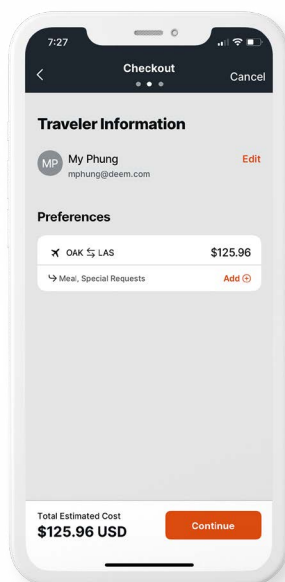 7:27
Checkout
Cancel
Traveler Information
MP
My Phung
Edit
mphung@deem.com
Preferences
OAK ⇆ LAS
$125.96
Meal, Special Requests
Add
Total Estimated Cost
$125.96 USD
Continue